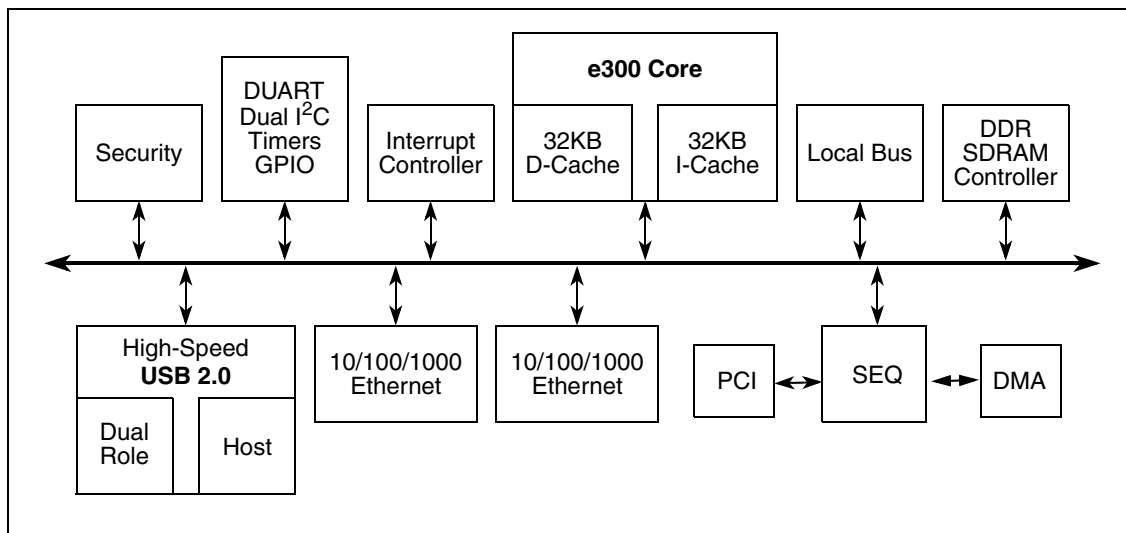 Security
DUART
Dual I²C
Timers
GPIO
Interrupt
Controller
e300 Core
32KB
D-Cache
32KB
I-Cache
Local Bus
DDR
SDRAM
Controller
High-Speed
USB 2.0
Dual
Role
Host
10/100/1000
Ethernet
10/100/1000
Ethernet
PCI
SEQ
DMA